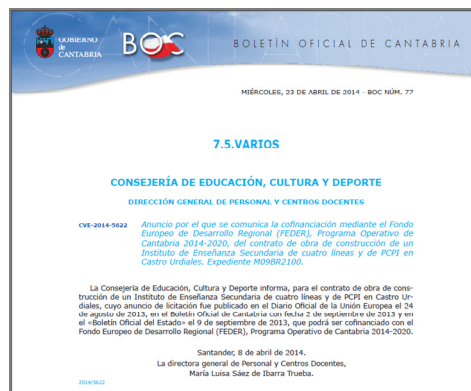 GOBIERNO
de
CANTABRIA
BOC
BOLETÍN OFICIAL DE CANTABRIA
MIÉRCOLES, 23 DE ABRIL DE 2014 - BOC NÚM. 77
7.5.VARIOS
CONSEJERÍA DE EDUCACIÓN, CULTURA Y DEPORTE
DIRECCIÓN GENERAL DE PERSONAL Y CENTROS DOCENTES
CVE-2014-5622 Anuncio por el que se comunica la cofinanciación mediante el Fondo
Europeo de Desarrollo Regional (FEDER), Programa Operativo de
Cantabria 2014-2020, del contrato de obra de construcción de un
Instituto de Enseñanza Secundaria de cuatro líneas y de PCPI en
Castro Urdiales. Expediente M09BR2100.
La Consejería de Educación, Cultura y Deporte informa, para el contrato de obra de cons-
trucción de un Instituto de Enseñanza Secundaria de cuatro líneas y de PCPI en Castro Ur-
diales, cuyo anuncio de licitación fue publicado en el Diario Oficial de la Unión Europea el 24
de agosto de 2013, en el Boletín Oficial de Cantabria con fecha 2 de septiembre de 2013 y en
el «Boletín Oficial del Estado» el 9 de septiembre de 2013, que podrá ser cofinanciado con el
Fondo Europeo de Desarrollo Regional (FEDER), Programa Operativo de Cantabria 2014-2020.
Santander, 8 de abril de 2014.
La directora general de Personal y Centros Docentes,
María Luisa Sáez de Ibarra Trueba.
2014/5622